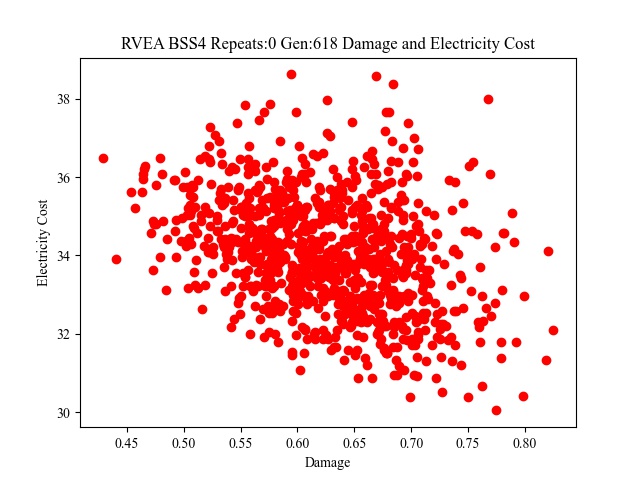 RVEA BSS4 Repeats:0 Gen:618 Damage and Electricity Cost
38
36
34
32
30
Electricity Cost
0.45 0.50 0.55 0.60 0.65 0.70 0.75 0.80
Damage